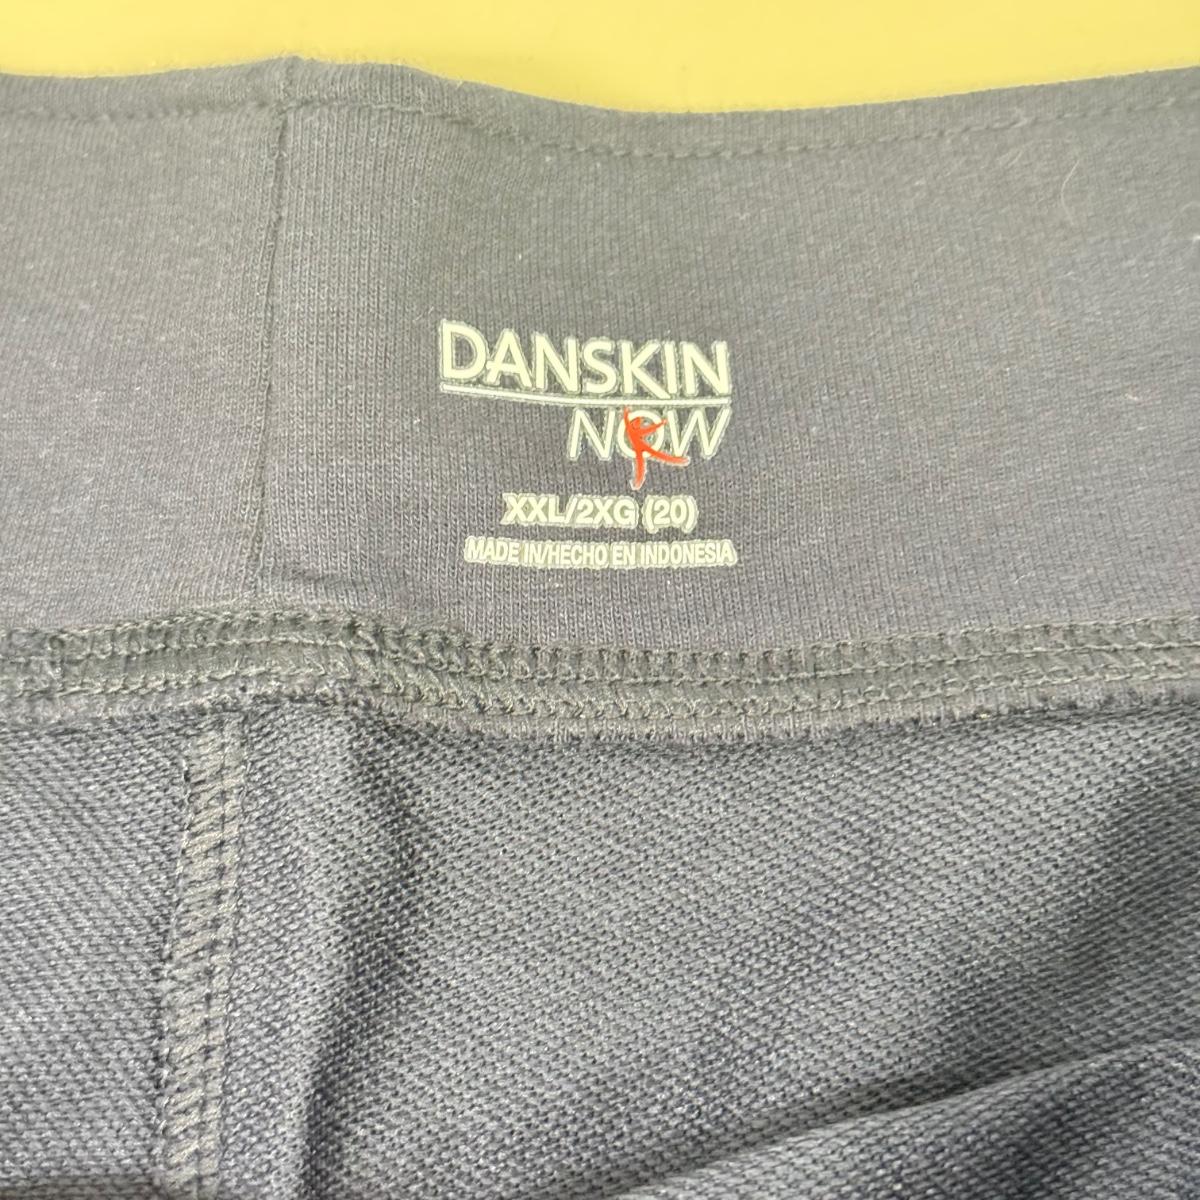 DANSKIN
NOW
XXL/2XG (20)
MADE IN/HECHO EN INDONESIA